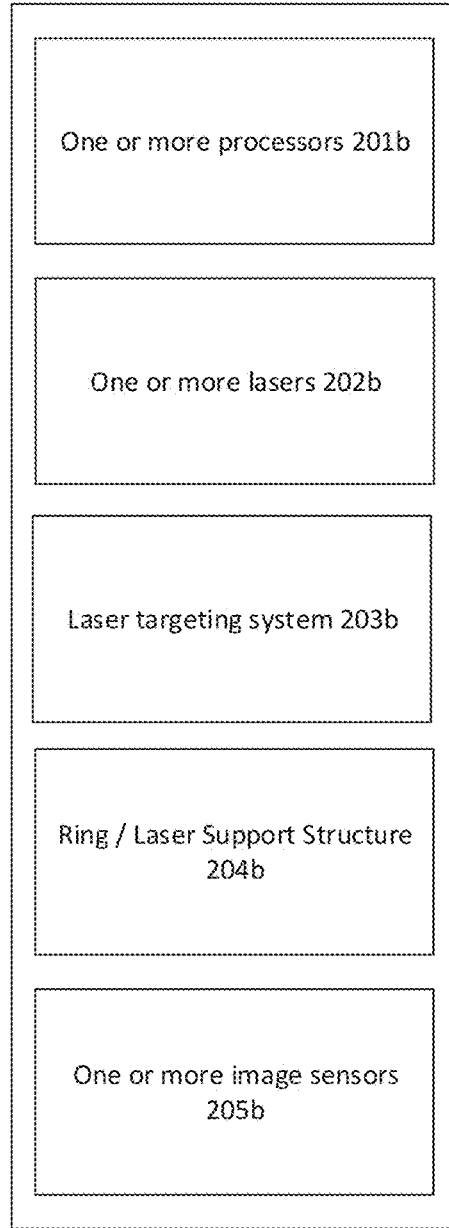 One or more processors 201b
One or more lasers 202b
Laser targeting system 203b
Ring / Laser Support Structure
204b
One or more image sensors
205b